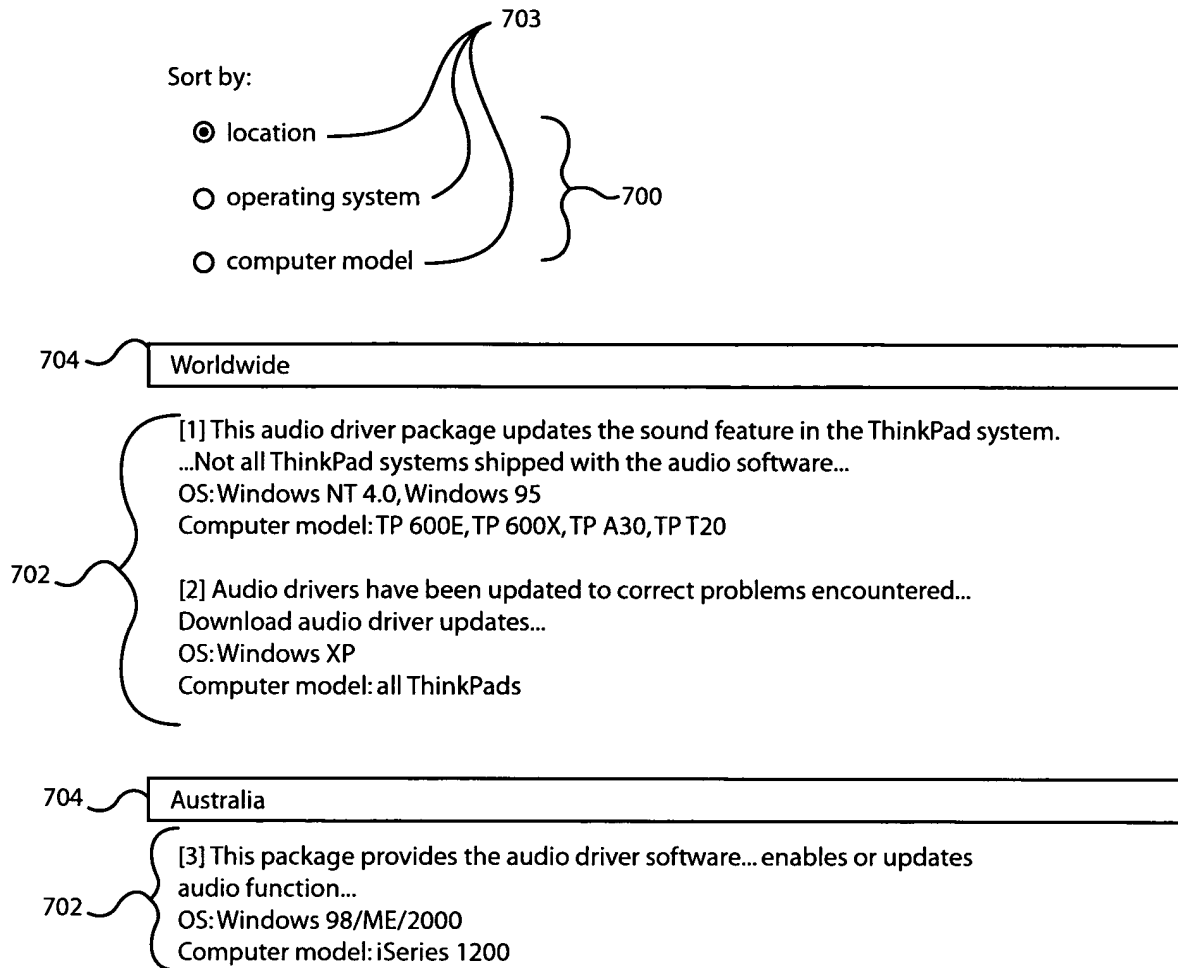 703
Sort by:
location
operating system
700
computer model
704
Worldwide
[1] This audio driver package updates the sound feature in the ThinkPad system.
...Not all ThinkPad systems shipped with the audio software...
OS: Windows NT 4.0, Windows 95
Computer model: TP 600E, TP 600X, TP A30, TP T20
702
[2] Audio drivers have been updated to correct problems encountered...
Download audio driver updates...
OS: Windows XP
Computer model: all ThinkPads
704
Australia
[3] This package provides the audio driver software... enables or updates
audio function...
702
OS: Windows 98/ME/2000
Computer model: iSeries 1200